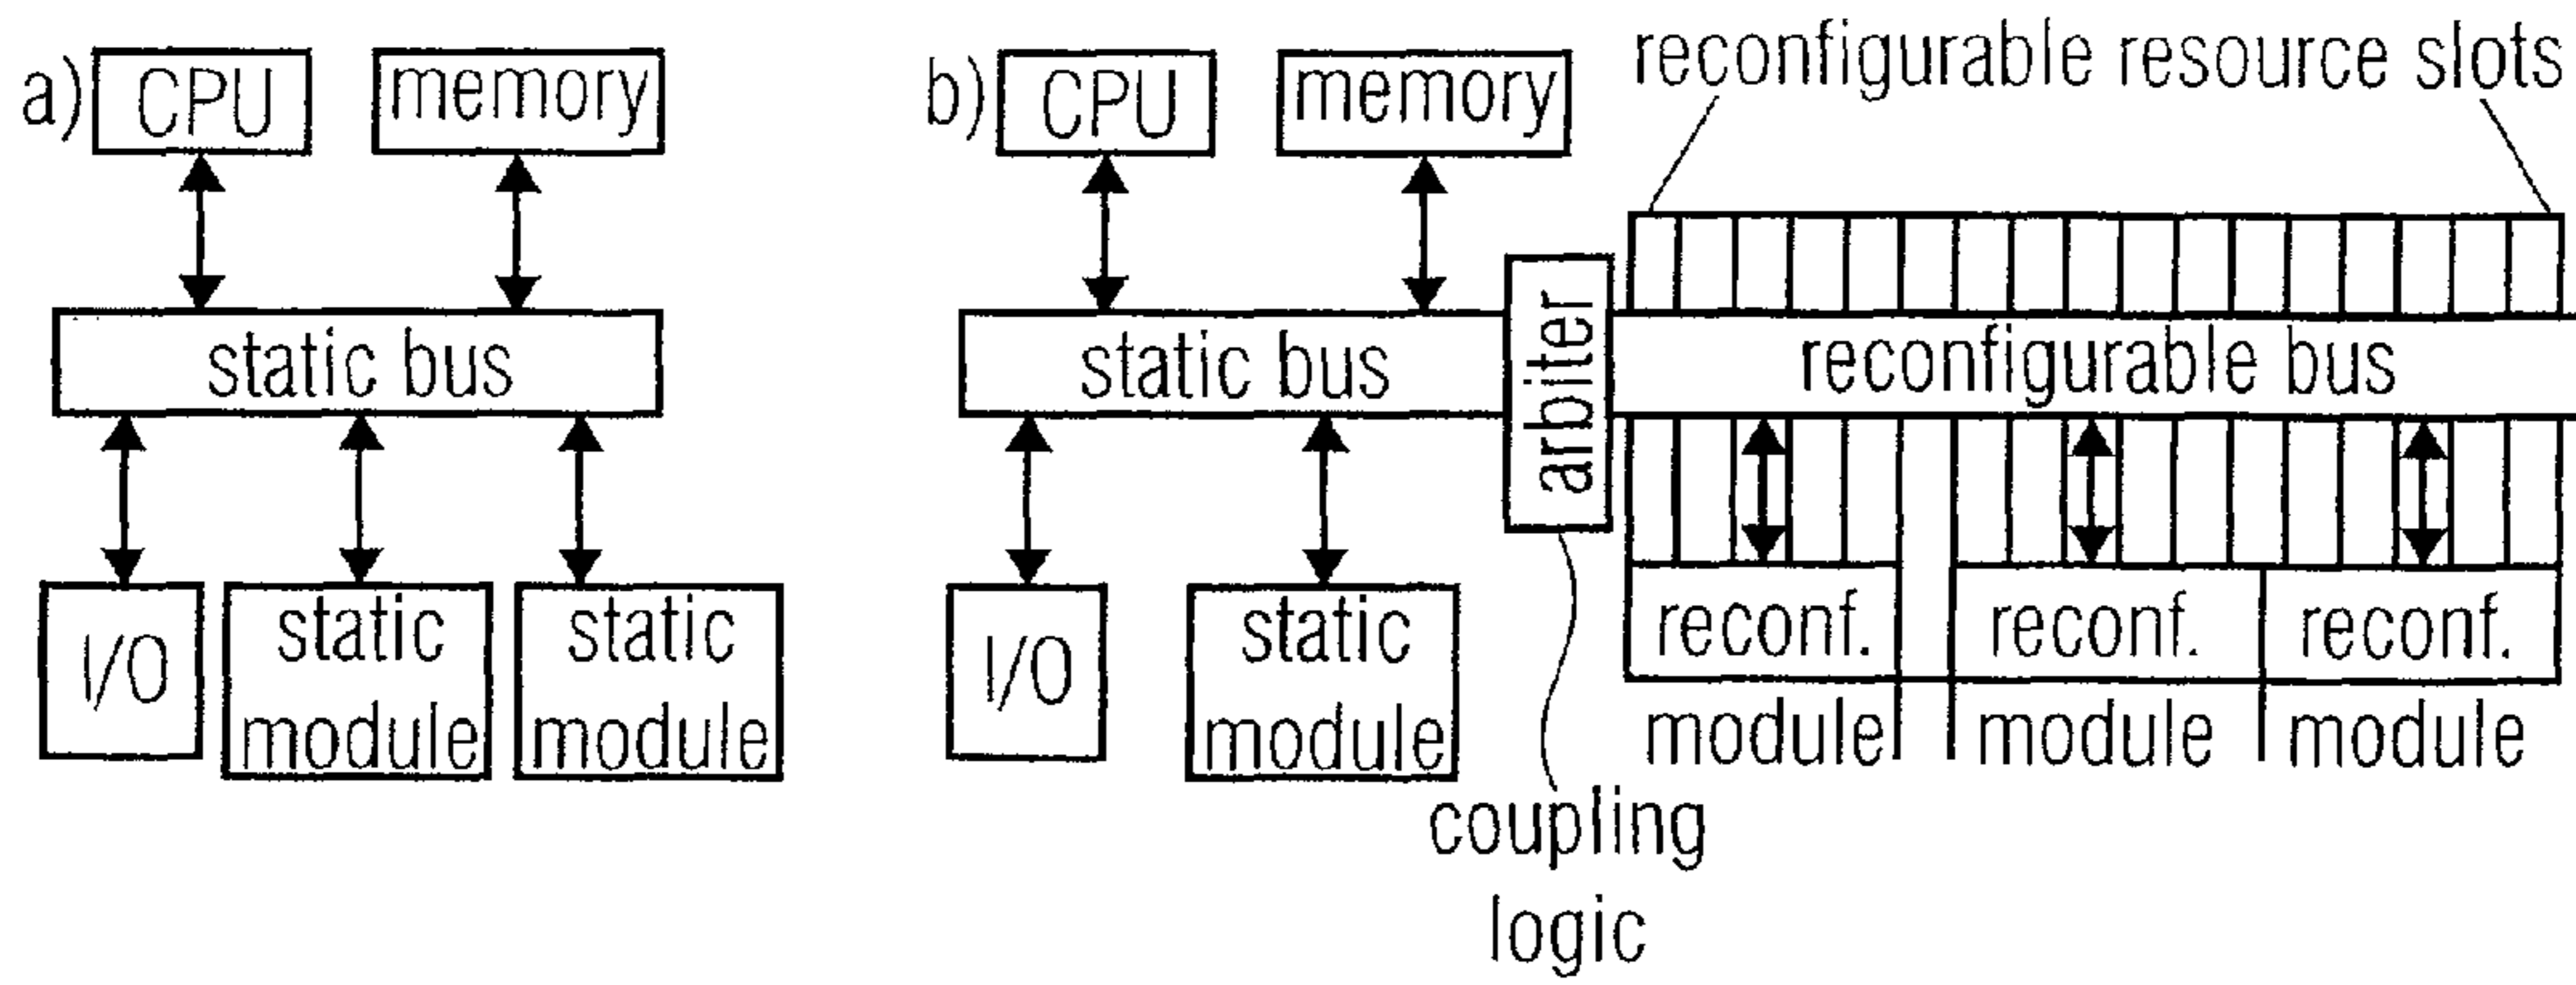 a)
CPU
memory
static bus
I/O
static
module
static
module
b)
CPU
memory
reconfigurable resource slots
static bus
arbiter
reconfigurable bus
I/O
static
module
reconf.
module
reconf.
module
reconf.
module
coupling
logic